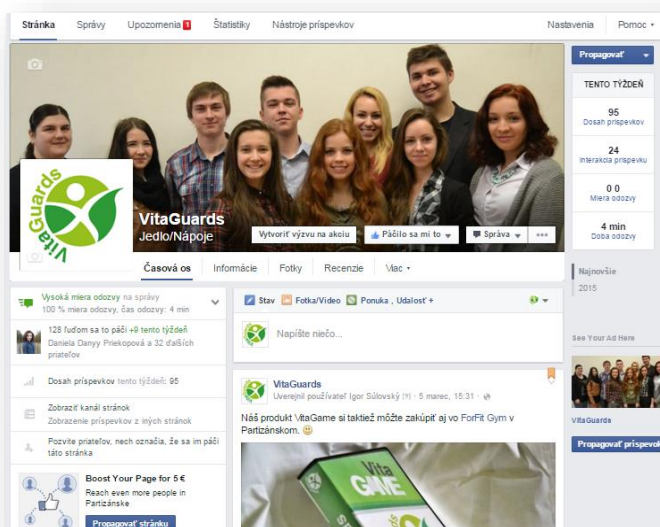 Stránka Správy Upozornenia 1 Štatistiky Nástroje príspevkov Nastavenia Pomoc
Propagovať
TENTO TÝŽDEŇ
95
Dosah príspevkov
24
Interakcia príspevku
0 0
Miera odozvy
4 min
Doba odozvy
Najnovšie
2015
See Your Ad Here
VitaGuards
Propagovať príspevok
VitaGuards
VitaGuards
Jedlo/Nápoje
Vytvoriť výzvu na akciu Páčilo sa mi to Správa •••
Časová os Informácie Fotky Recenzie Viac
Vysoká miera odozvy na správy
100 % miera odozvy, čas odozvy: 4 min
128 ľuďom sa to páči +9 tento týždeň
Daniela Danyy Priekopová a 32 ďalších
priateľov
Dosah príspevkov tento týždeň: 95
Zobraziť kanál stránok
Zobrazenie príspevkov z iných stránok
Pozvite priateľov, nech označia, že sa im páči
táto stránka
Boost Your Page for 5 €
Reach even more people in
Partizánske
Propagovať stránku
Stav Fotka/Video Ponuka , Udalosť +
Napíšte niečo...
VitaGuards
Uverejnil používateľ Igor Súlovský [?] · 5 marec, 15:31 ·
Náš produkt VitaGame si taktiež môžte zakúpiť aj vo ForFit Gym v
Partizánskom.
Vita
GAME